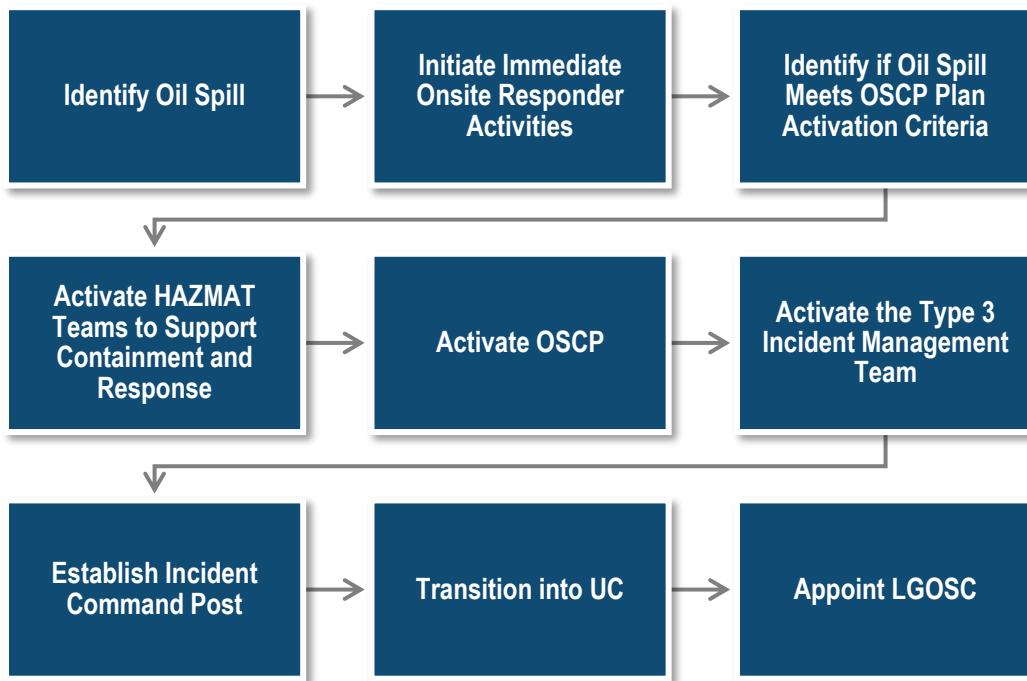 Identify Oil Spill
Initiate Immediate
Onsite Responder
Activities
Identify if Oil Spill
Meets OSCP Plan
Activation Criteria
Activate HAZMAT
Teams to Support
Containment and
Response
Activate OSCP
Activate the Type 3
Incident Management
Team
Establish Incident
Command Post
Transition into UC
Appoint LGOSC